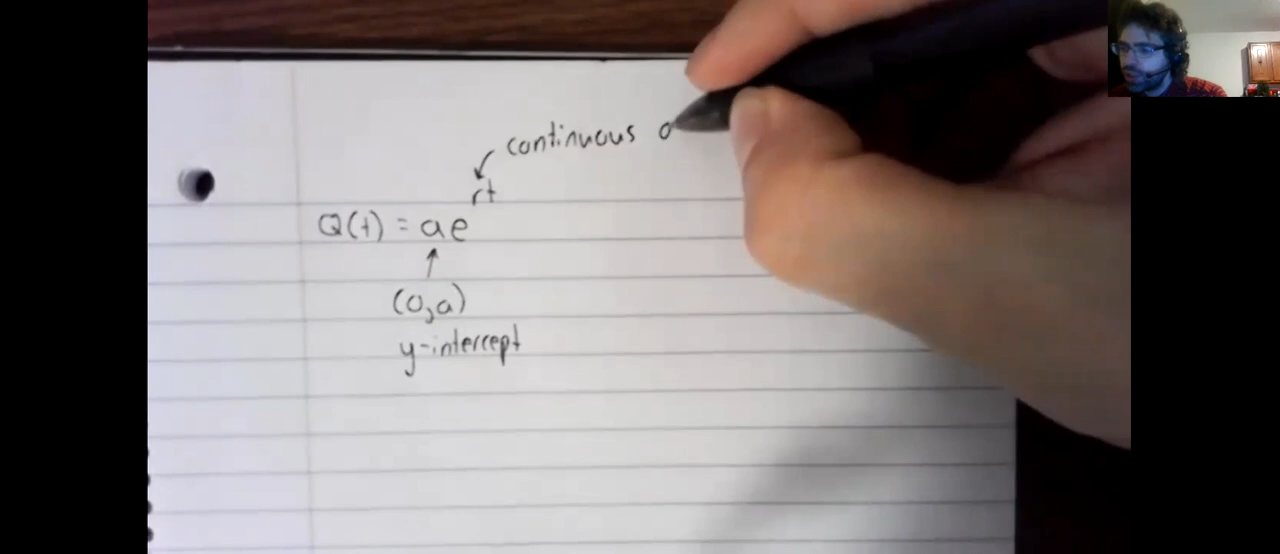 continuous
rt
Q(t) = ae
(0,a)
y-intercept